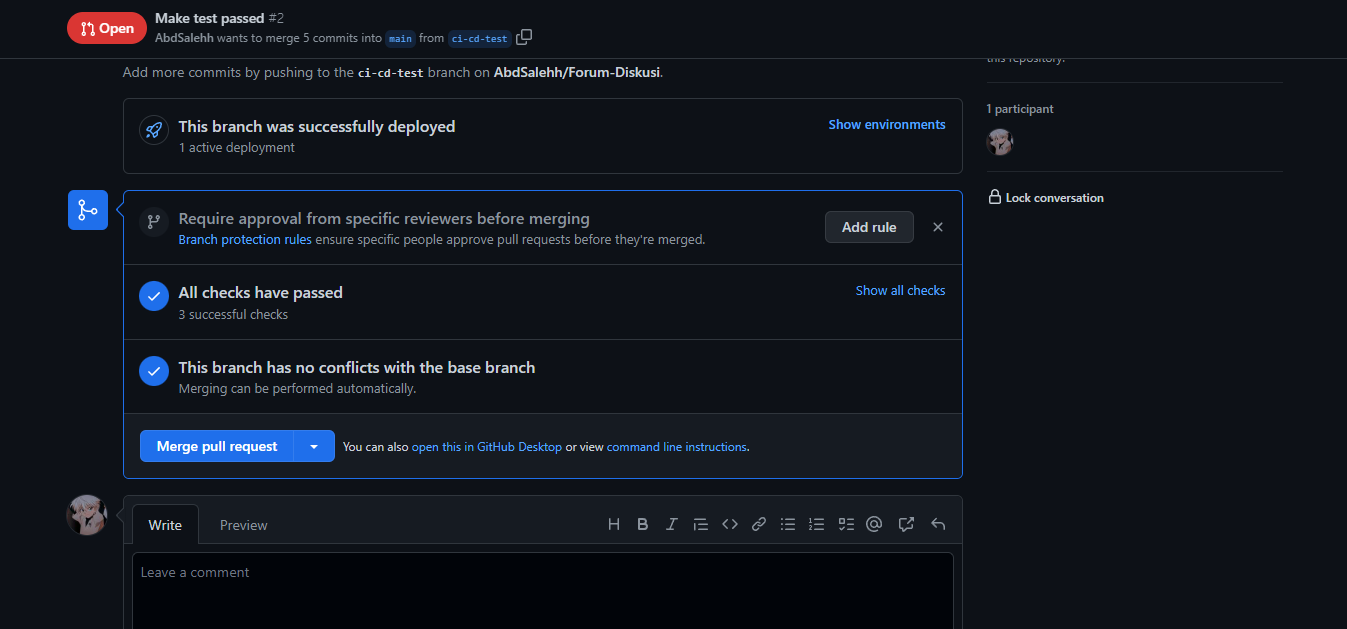 Open
Make test passed #2
AbdSalehh wants to merge 5 commits into main from ci-cd-test
this repository.
Add more commits by pushing to the ci-cd-test branch on AbdSalehh/Forum-Diskusi.
This branch was successfully deployed
Show environments
1 active deployment
1 participant
Lock conversation
Require approval from specific reviewers before merging
Branch protection rules ensure specific people approve pull requests before they're merged.
Add rule
All checks have passed
Show all checks
3 successful checks
This branch has no conflicts with the base branch
Merging can be performed automatically.
Merge pull request
You can also open this in GitHub Desktop or view command line instructions.
Write
Preview
Leave a comment